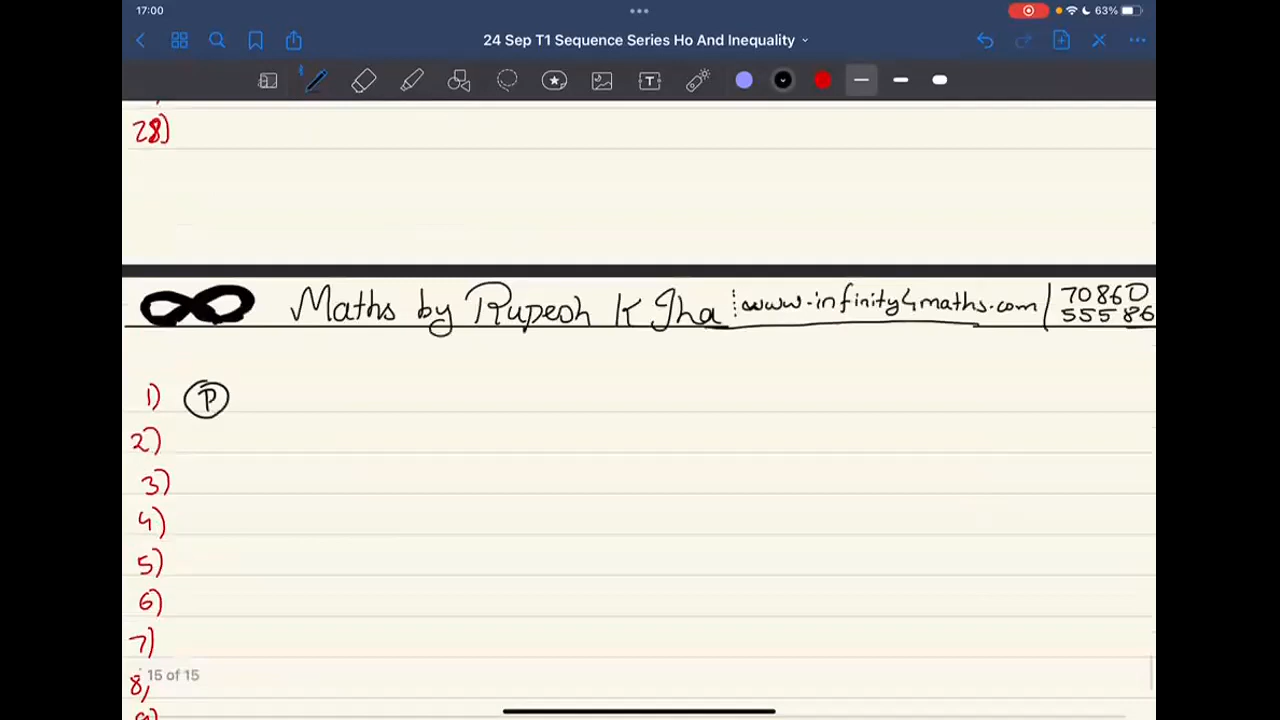 17:00
63%
24 Sep T1 Sequence Series Ho And Inequality
T
28)
Maths by Rupesh K Jha www.infinity4maths.com 70860
55586
1) P
2)
3)
4)
5)
6)
7)
15 of 15
8)
9)